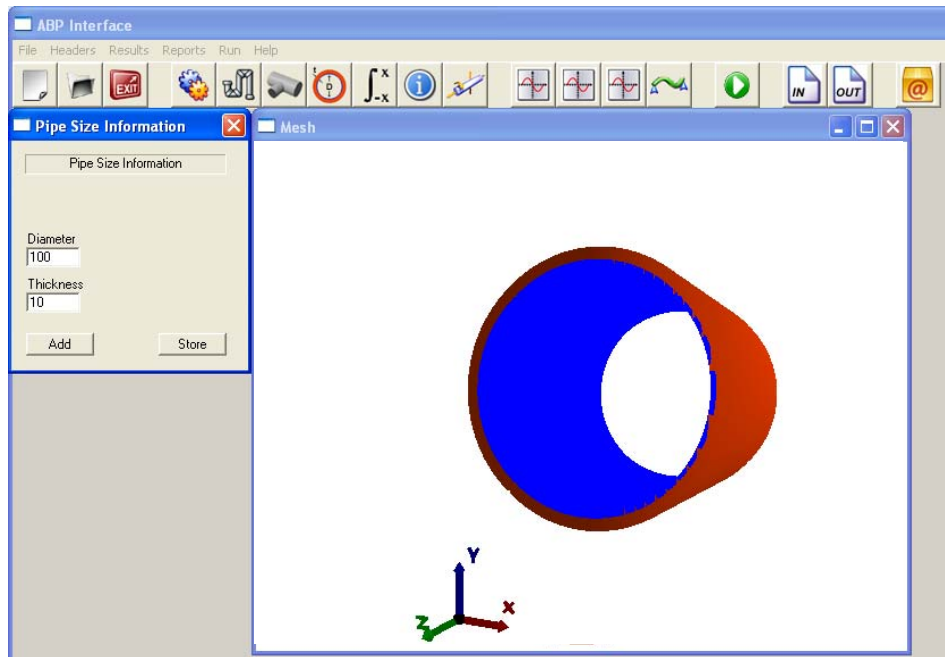 ABP Interface
File Headers Results Reports Run Help
EXIT t D ∫ x -x i IN OUT @
Pipe Size Information
Mesh
Pipe Size Information
Diameter
100
Thickness
10
Add Store
Y
X
Z